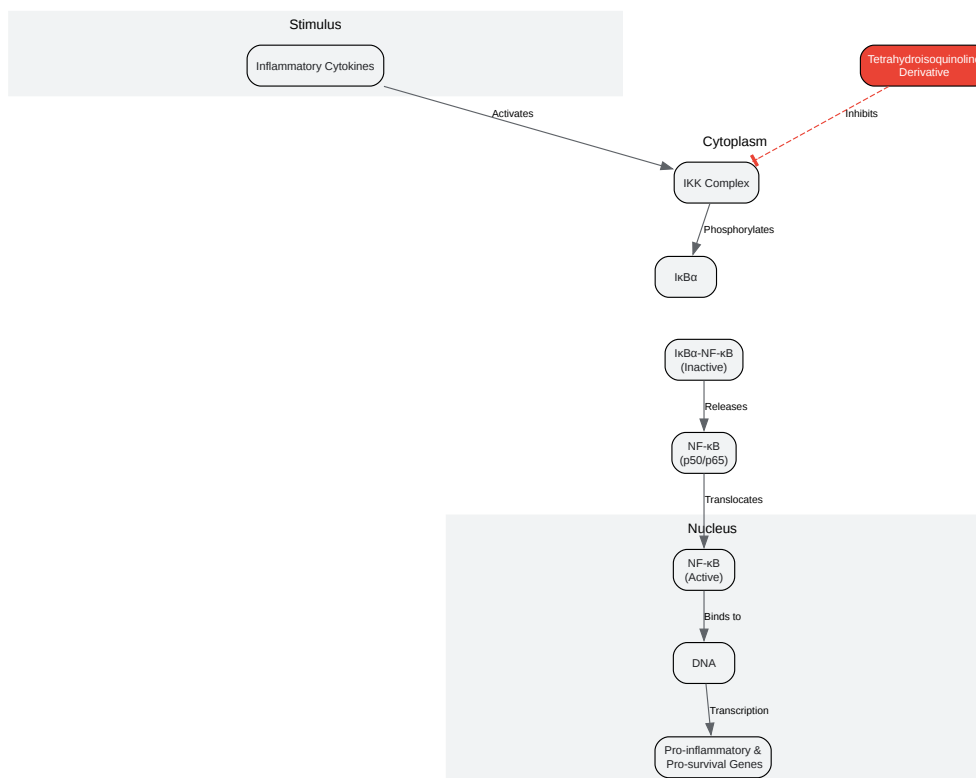 Stimulus
Inflammatory Cytokines
Tetrahydroisoquinoline
Derivative
Activates
Inhibits
Cytoplasm
IKK Complex
Phosphorylates
IκBα
IκBα-NF-κB
(Inactive)
Releases
NF-κB
(p50/p65)
Translocates
Nucleus
NF-κB
(Active)
Binds to
DNA
Transcription
Pro-inflammatory &
Pro-survival Genes